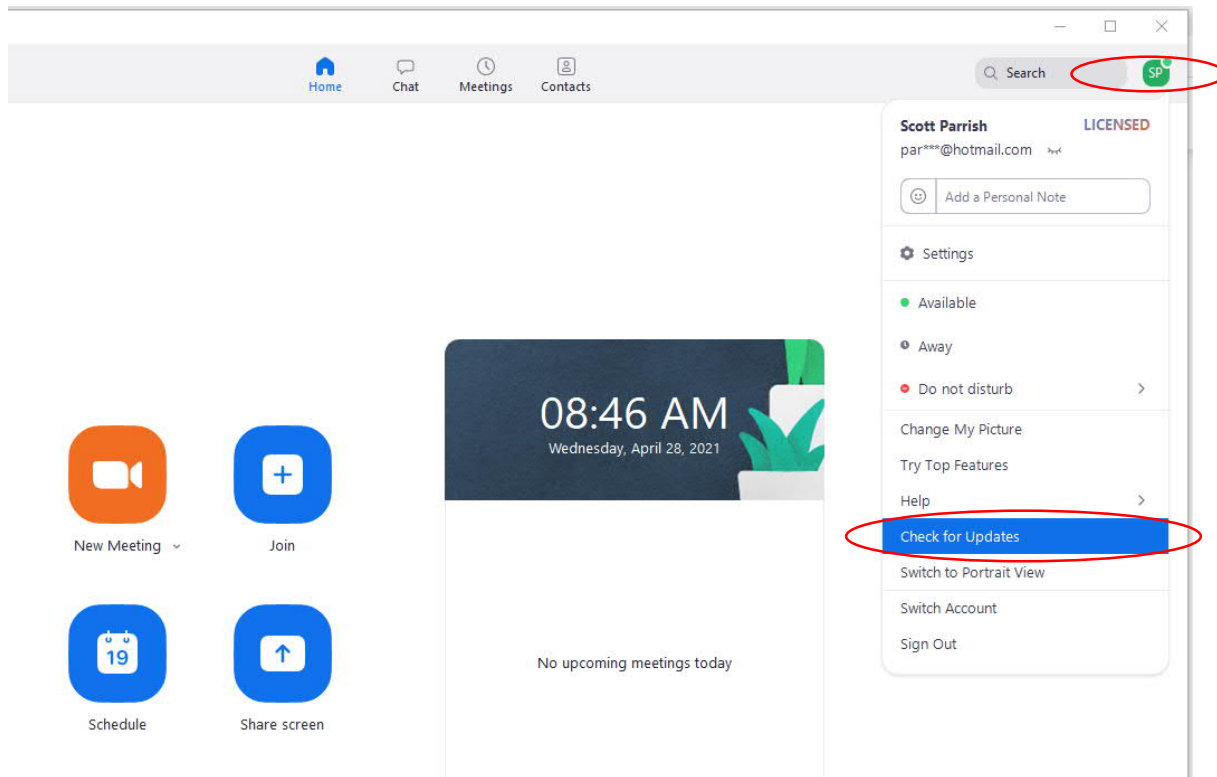 Home
Chat
Meetings
Contacts
Search
SP
Scott Parrish
LICENSED
par***@hotmail.com
Add a Personal Note
Settings
Available
Away
Do not disturb
Change My Picture
Try Top Features
Help
Check for Updates
Switch to Portrait View
Switch Account
Sign Out
08:46 AM
Wednesday, April 28, 2021
No upcoming meetings today
New Meeting
Join
19
Schedule
Share screen